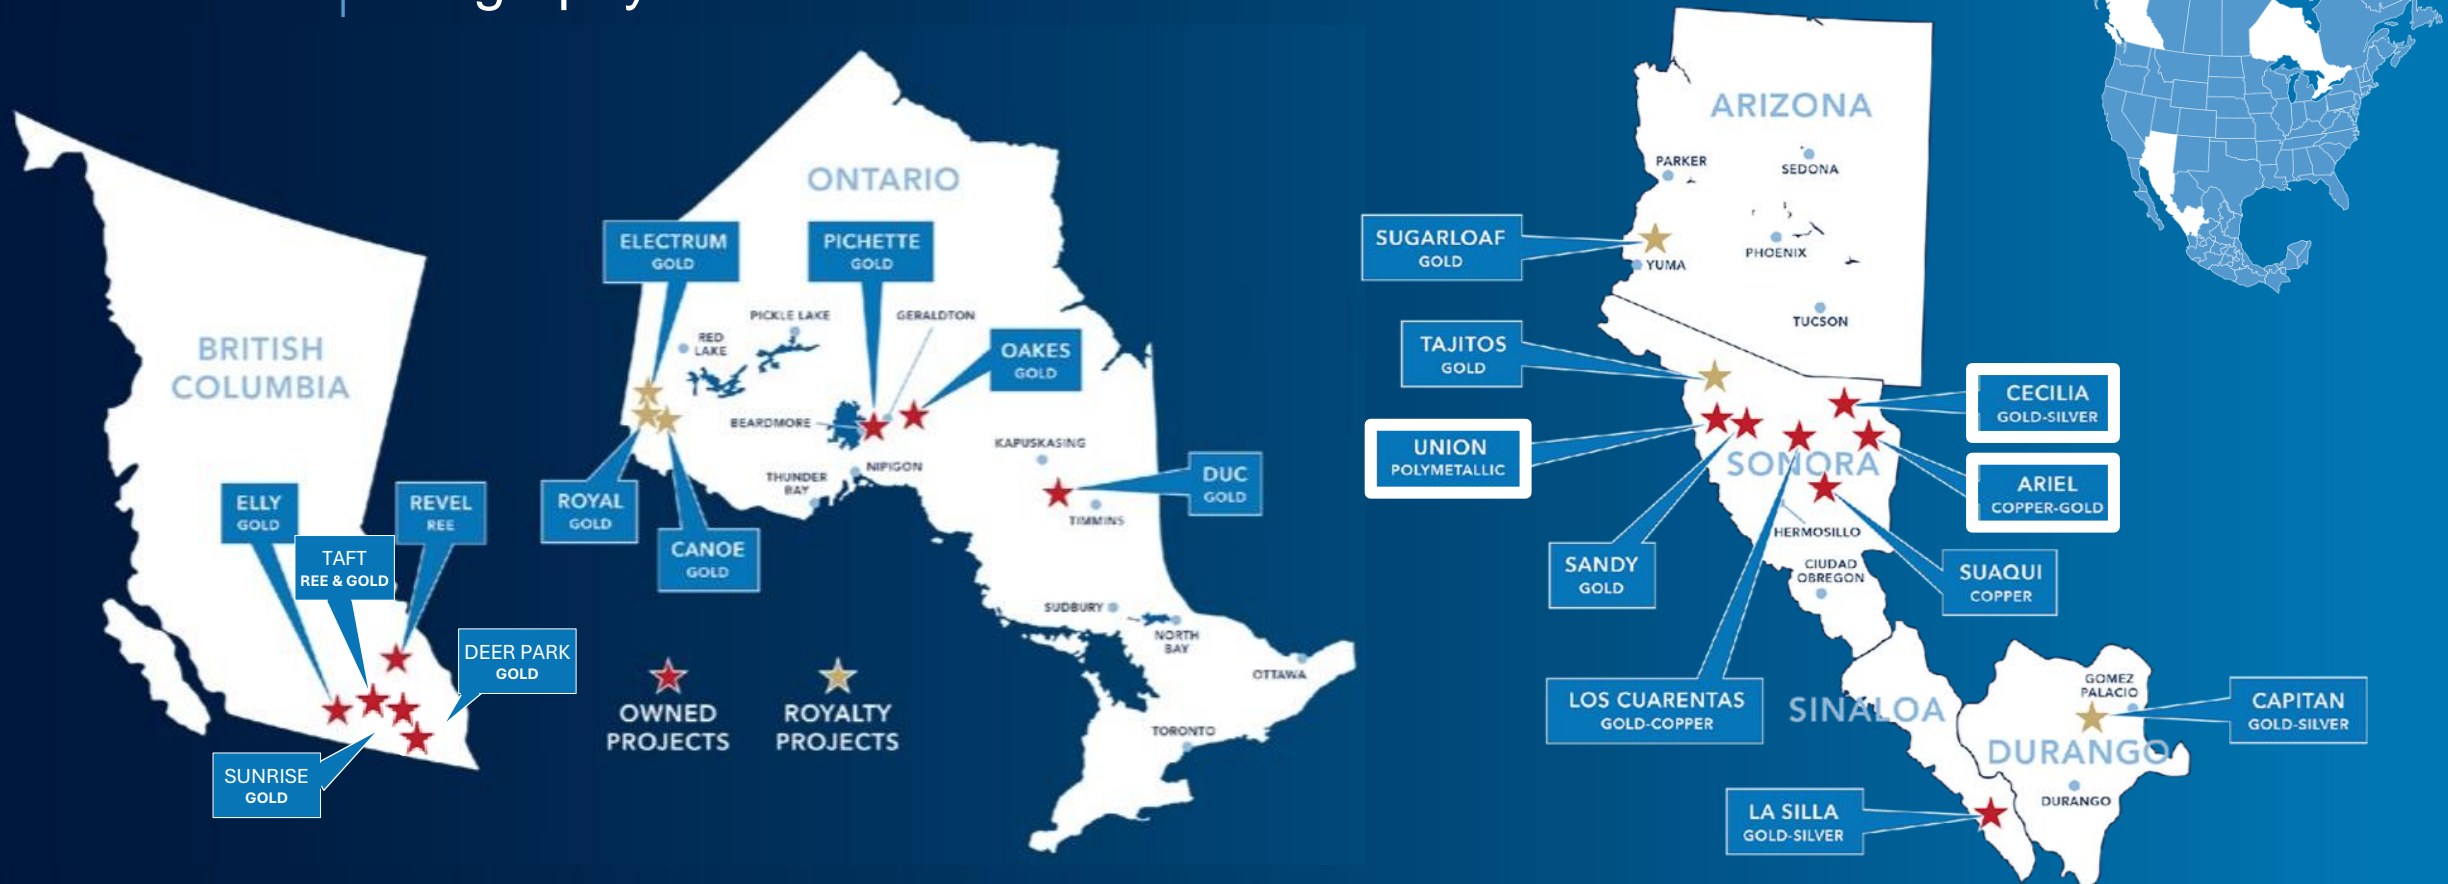 BRITISH
COLUMBIA
ELLY
GOLD
TAFT
REE & GOLD
REVEL
REE
DEER PARK
GOLD
SUNRISE
GOLD
ONTARIO
ELECTRUM
GOLD
PICHETTE
GOLD
PICKLE LAKE
GERALDTON
RED
LAKE
OAKES
GOLD
BEARDMORE
KAPUSKASING
NIPIGON
THUNDER
BAY
DUC
GOLD
TIMMINS
ROYAL
GOLD
CANOE
GOLD
SUDBURY
NORTH
BAY
OTTAWA
TORONTO
OWNED
PROJECTS
ROYALTY
PROJECTS
ARIZONA
PARKER
SEDONA
SUGARLOAF
GOLD
YUMA
PHOENIX
TUCSON
TAJITOS
GOLD
CECILIA
GOLD-SILVER
UNION
POLYMETALLIC
SONORA
ARIEL
COPPER-GOLD
HERMOSILLO
SANDY
GOLD
CIUDAD
OBREGON
SUAQUI
COPPER
LOS CUARENTAS
GOLD-COPPER
SINALOA
GOMEZ
PALACIO
CAPITAN
GOLD-SILVER
DURANGO
DURANGO
LA SILLA
GOLD-SILVER